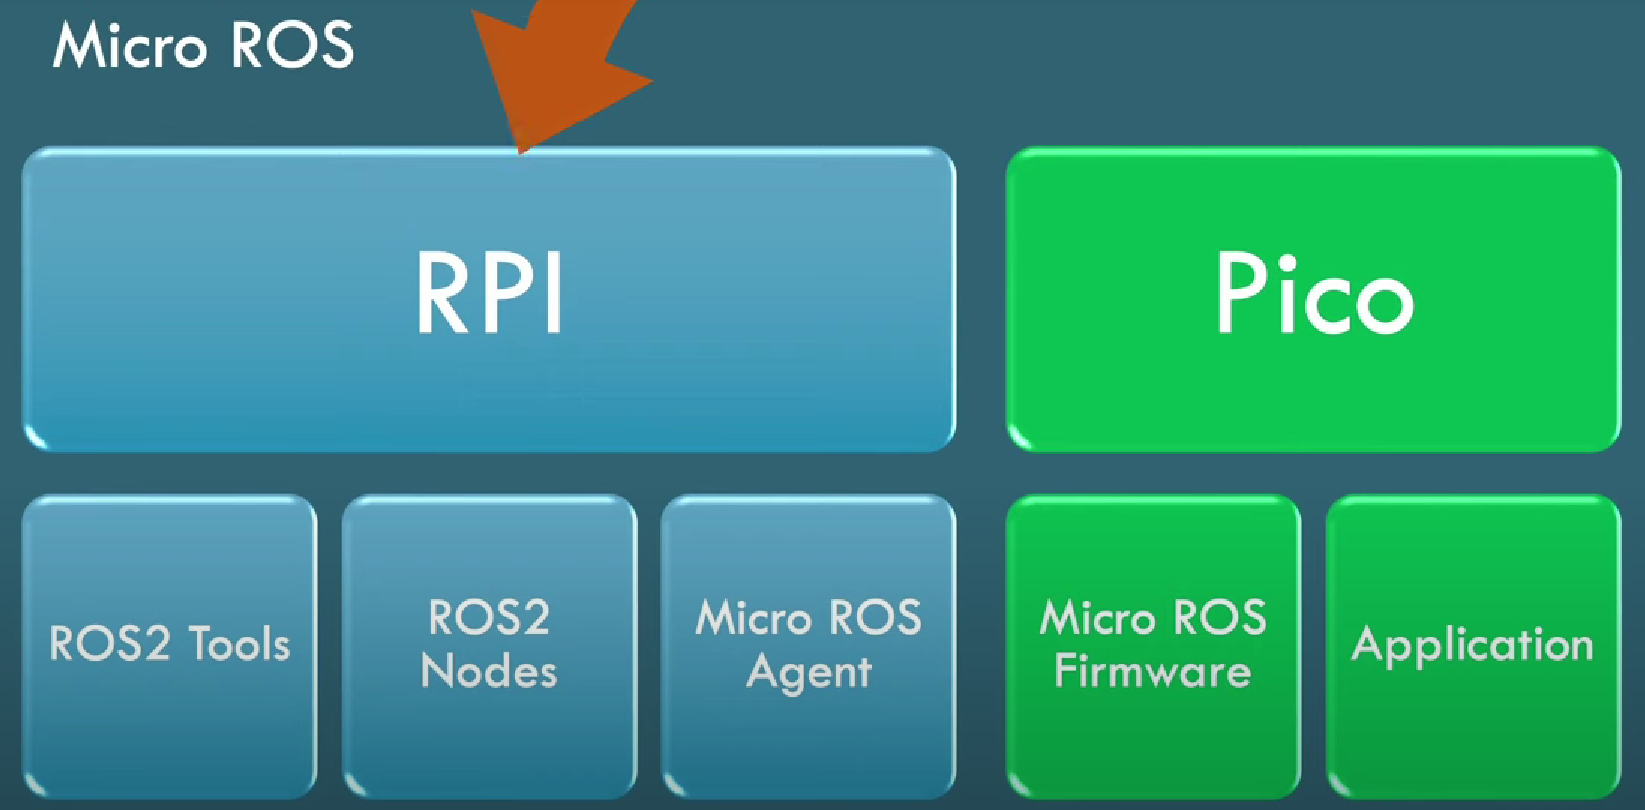 Micro ROS
RPI
Pico
ROS2 Tools
ROS2
Nodes
Micro ROS
Agent
Micro ROS
Firmware
Application